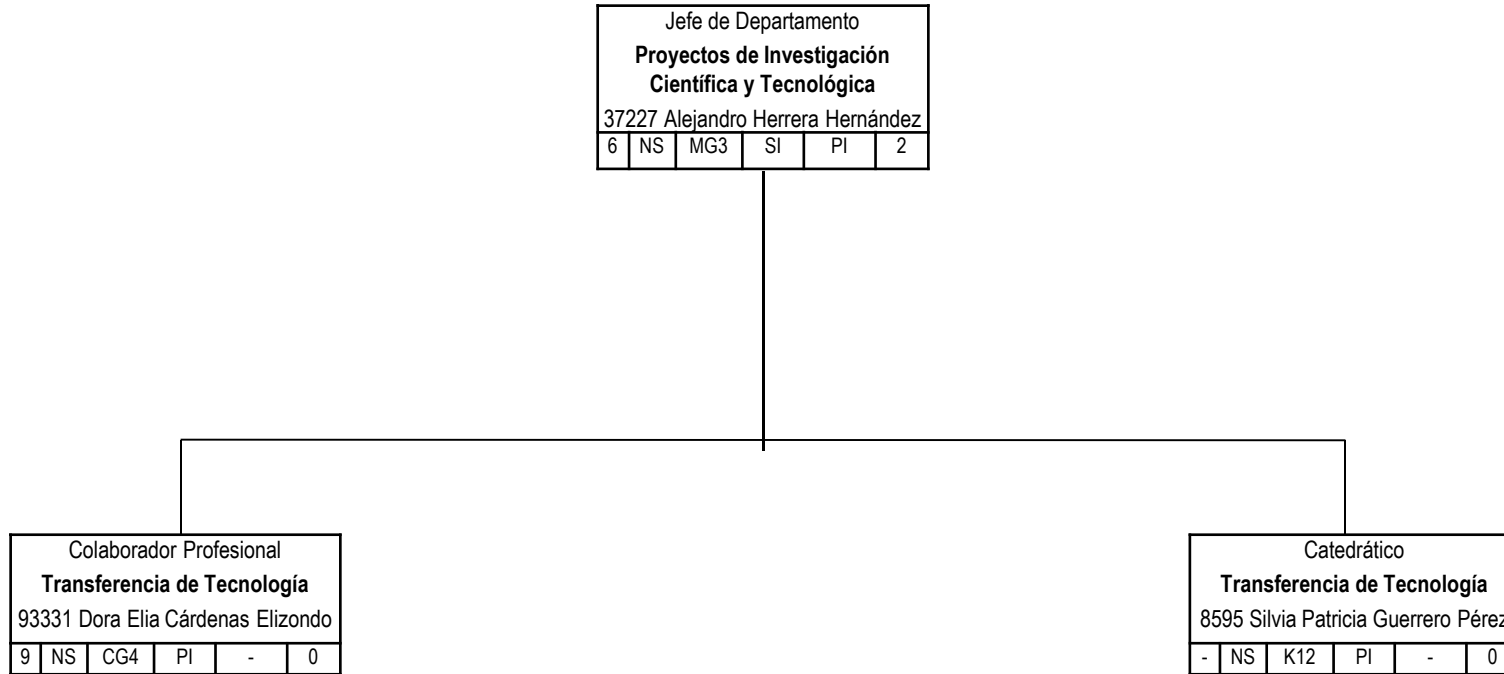 Jefe de Departamento
Proyectos de Investigación
Científica y Tecnológica
37227 Alejandro Herrera Hernández
6 NS MG3 SI PI 2
Colaborador Profesional
Transferencia de Tecnología
93331 Dora Elia Cárdenas Elizondo
9 NS CG4 PI - 0
Catedrático
Transferencia de Tecnología
8595 Silvia Patricia Guerrero Pérez
- NS K12 PI - 0